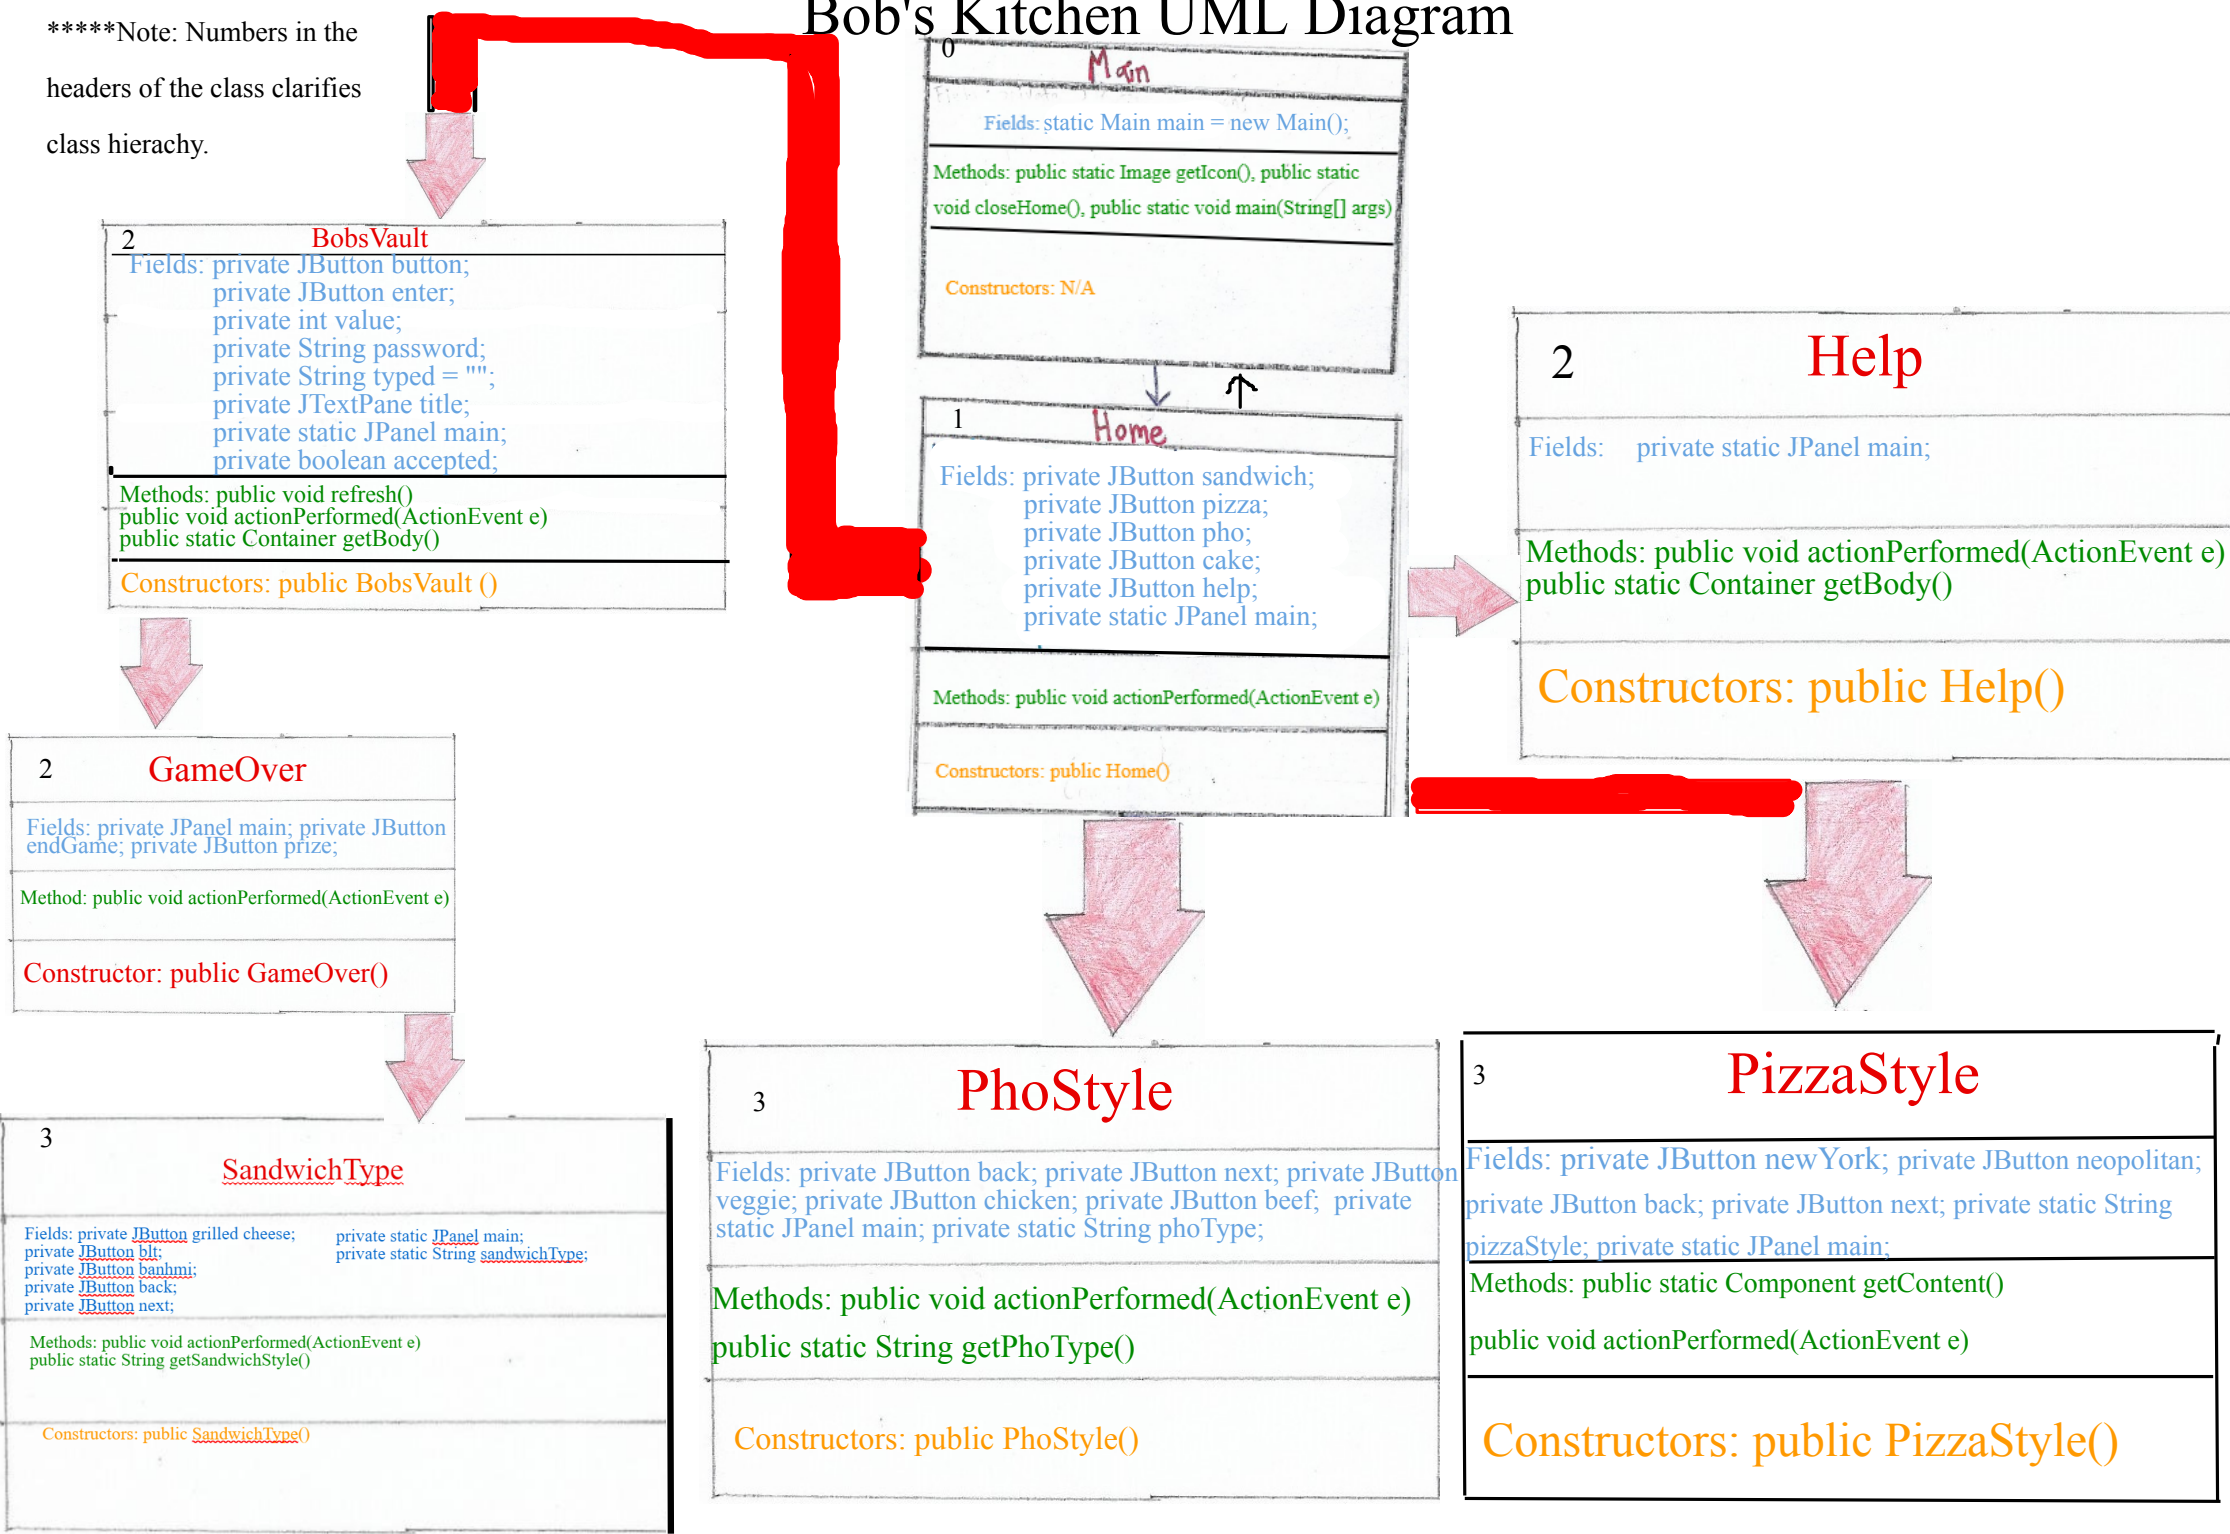 Bob's Kitchen UML Diagram
*****Note: Numbers in the
headers of the class clarifies
class hierachy.
0
Main
Fields: static Main main = new Main();
Methods: public static Image getIcon(), public static
void closeHome(), public static void main(String[] args)
Constructors: N/A
2
BobsVault
Fields: private JButton button;
private JButton enter;
private int value;
private String password;
private String typed = "";
private JTextPane title;
private static JPanel main;
private boolean accepted;
Methods: public void refresh()
public void actionPerformed(ActionEvent e)
public static Container getBody()
Constructors: public BobsVault ()
1
Home
Fields: private JButton sandwich;
private JButton pizza;
private JButton pho;
private JButton cake;
private JButton help;
private static JPanel main;
Methods: public void actionPerformed(ActionEvent e)
Constructors: public Home()
2
Help
Fields: private static JPanel main;
Methods: public void actionPerformed(ActionEvent e)
public static Container getBody()
Constructors: public Help()
2
GameOver
Fields: private JPanel main; private JButton
endGame; private JButton prize;
Method: public void actionPerformed(ActionEvent e)
Constructor: public GameOver()
3
SandwichType
Fields: private JButton grilled cheese;
private JButton blt;
private JButton banhmi;
private JButton back;
private JButton next;
private static JPanel main;
private static String sandwichType;
Methods: public void actionPerformed(ActionEvent e)
public static String getSandwichStyle()
Constructors: public SandwichType()
3
PhoStyle
Fields: private JButton back; private JButton next; private JButton
veggie; private JButton chicken; private JButton beef; private
static JPanel main; private static String phoType;
Methods: public void actionPerformed(ActionEvent e)
public static String getPhoType()
Constructors: public PhoStyle()
3
PizzaStyle
Fields: private JButton newYork; private JButton neopolitan;
private JButton back; private JButton next; private static String
pizzaStyle; private static JPanel main;
Methods: public static Component getContent()
public void actionPerformed(ActionEvent e)
Constructors: public PizzaStyle()